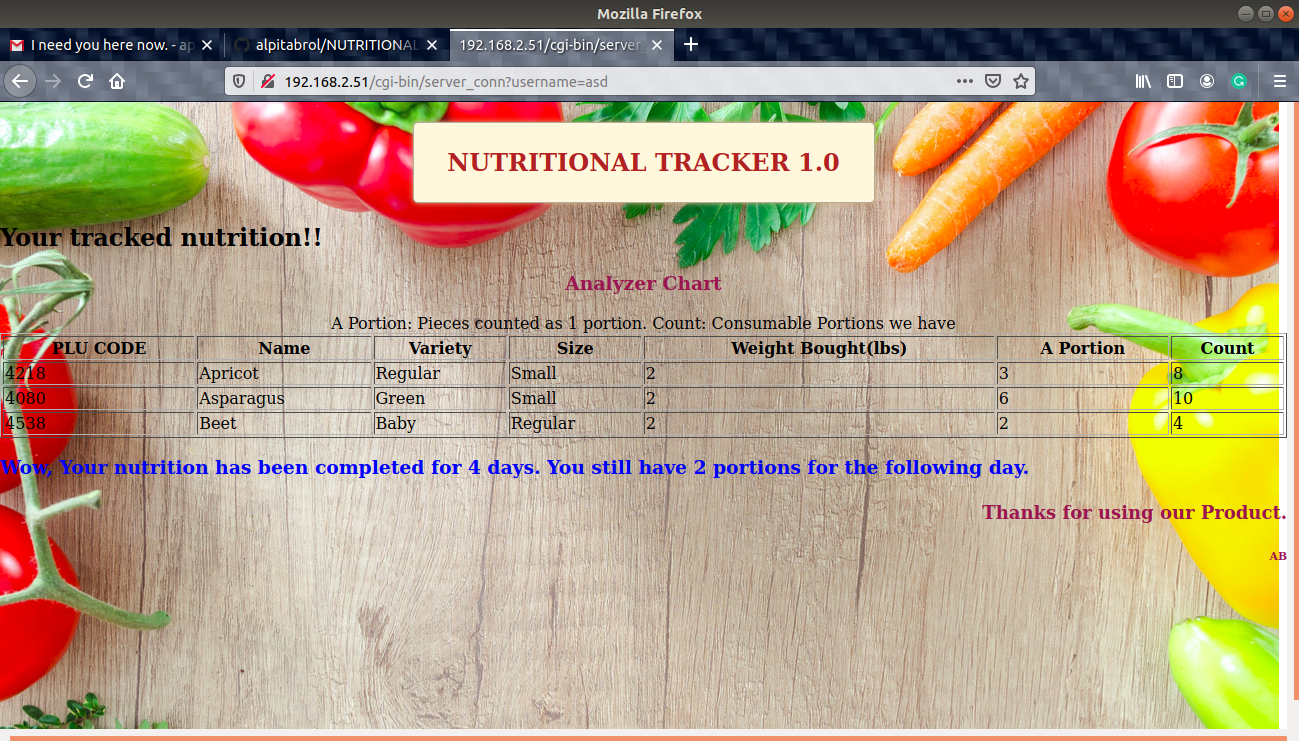 Mozilla Firefox
I need you here now. - ap
alpitabrol/NUTRITIONAL
192.168.2.51/cgi-bin/server_
192.168.2.51/cgi-bin/server_conn?username=asd
NUTRITIONAL TRACKER 1.0
Your tracked nutrition!!
Analyzer Chart
A Portion: Pieces counted as 1 portion. Count: Consumable Portions we have
PLU CODE Name Variety Size Weight Bought(lbs) A Portion Count
4218 Apricot Regular Small 2 3 8
4080 Asparagus Green Small 2 6 10
4538 Beet Baby Regular 2 2 4
Wow, Your nutrition has been completed for 4 days. You still have 2 portions for the following day.
Thanks for using our Product.
AB